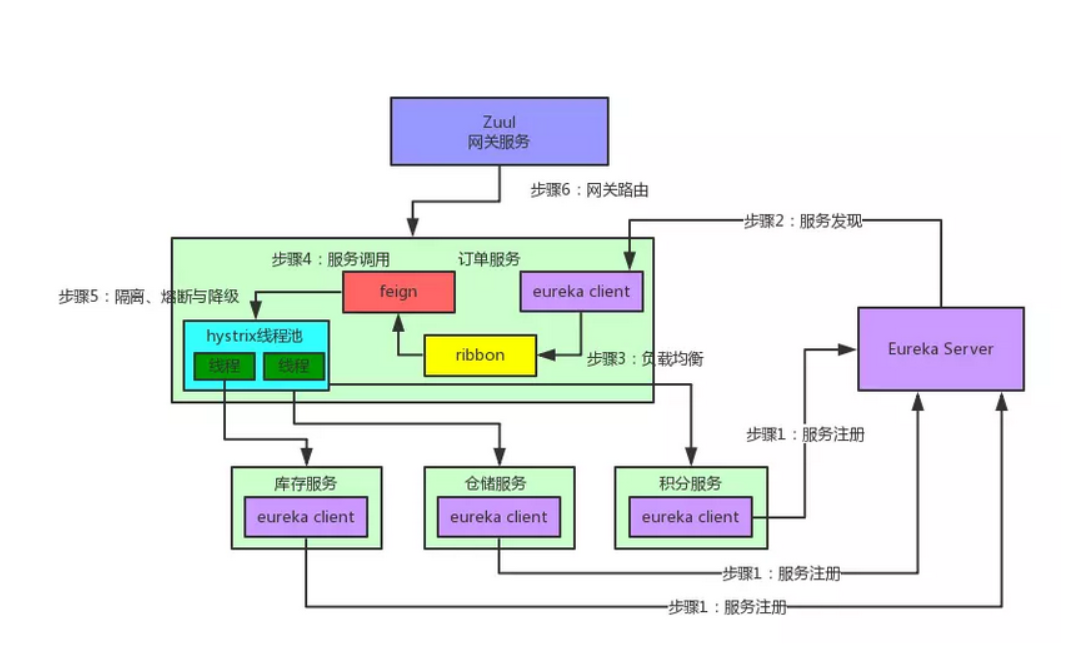 Zuul
网关服务
步骤6：网关路由
步骤2：服务发现
步骤4：服务调用
订单服务
feign
eureka client
步骤5：隔离、熔断与降级
hystrix线程池
线程
线程
ribbon
步骤3：负载均衡
Eureka Server
步骤1：服务注册
库存服务
eureka client
仓储服务
eureka client
积分服务
eureka client
步骤1：服务注册
步骤1：服务注册